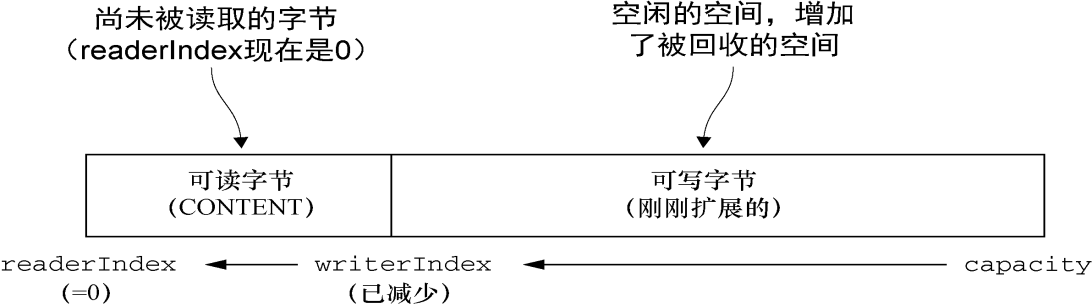 尚未被读取的字节
（readerIndex现在是0）
空闲的空间，增加
了被回收的空间
可读字节
(CONTENT)
可写字节
(刚刚扩展的)
readerIndex
(=0)
writerIndex
(已减少)
capacity